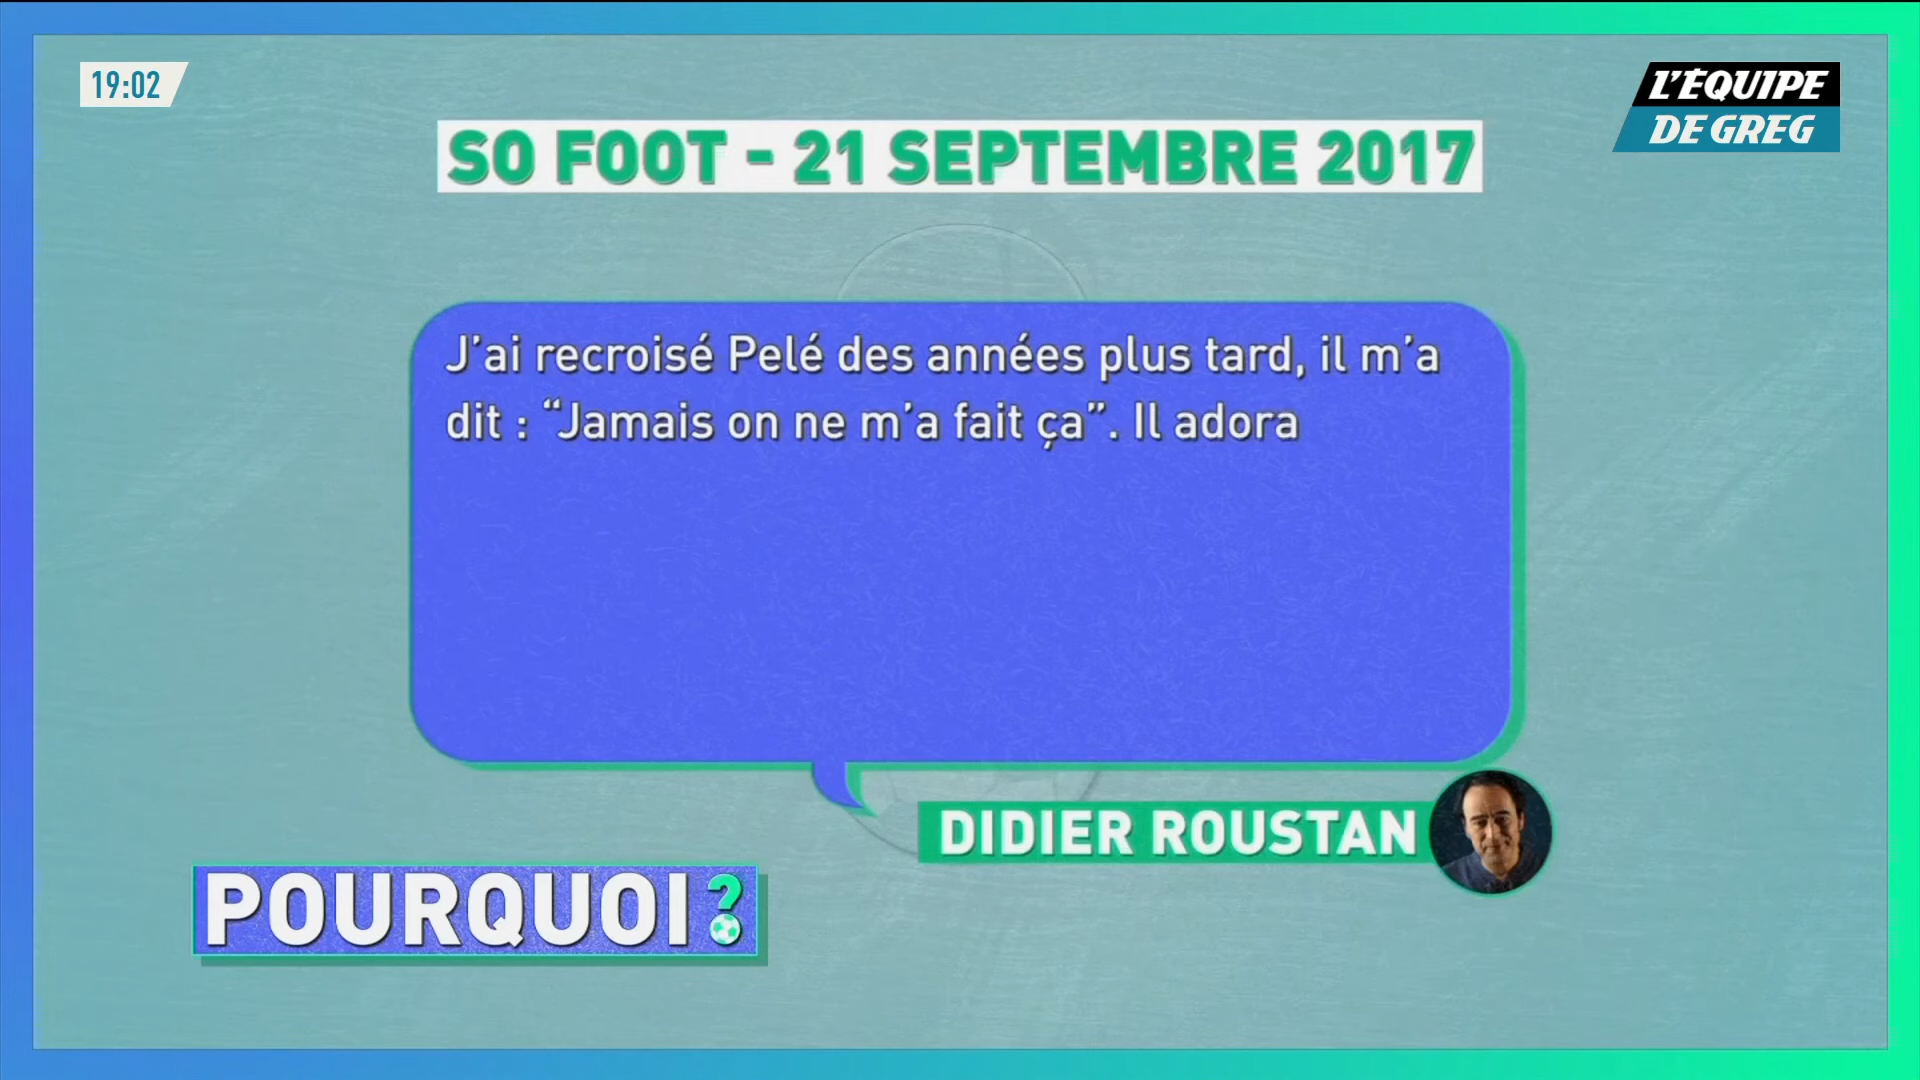 19:02
L'ÉQUIPE
DE GREG
SO FOOT - 21 SEPTEMBRE 2017
J'ai recroisé Pelé des années plus tard, il m'a
dit : “Jamais on ne m'a fait ça”. Il adora
DIDIER ROUSTAN
POURQUOI ?